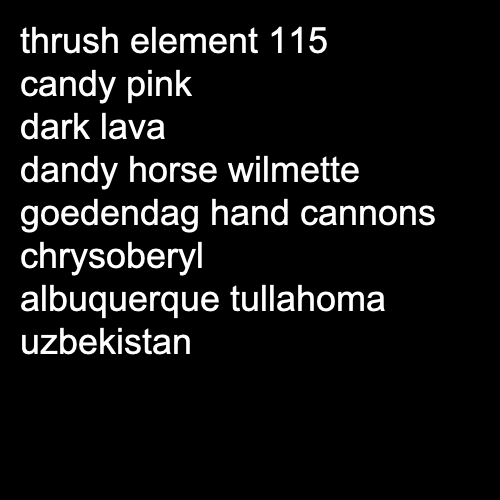 thrush element 115
candy pink
dark lava
dandy horse wilmette
goedendag hand cannons
chrysoberyl
albuquerque tullahoma
uzbekistan